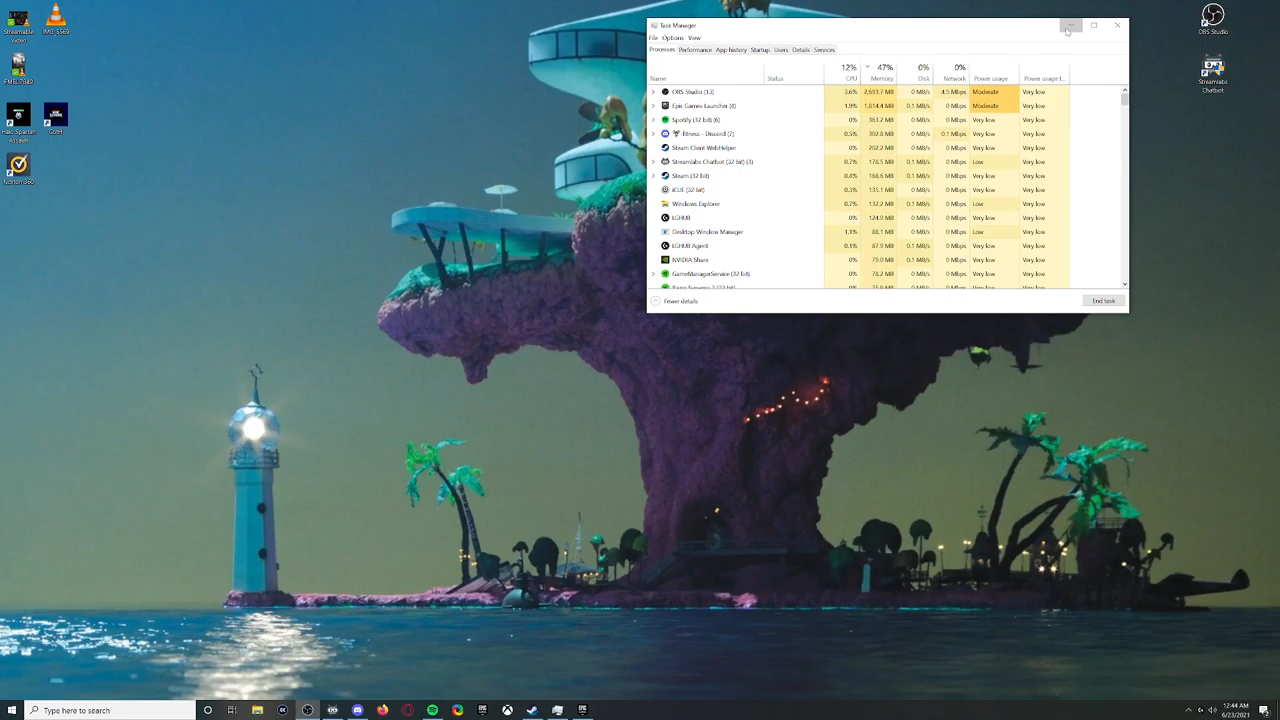 Streamable Video
IMG_5569
OBS Studio
Streamlabs Chatbot
GotH
Norton 360
Task Manager
File Options View
Processes Performance App history Startup Users Details Services
12% 47% 0% 0%
Name Status CPU Memory Disk Network Power usage Power usage t...
OBS Studio (13) 3.6% 2,693.7 MB 0 MB/s 4.5 Mbps Moderate Very low
Epic Games Launcher (4) 1.9% 1,814.4 MB 0.1 MB/s 0 Mbps Moderate Very low
Spotify (32 bit) (6) 0% 363.2 MB 0 MB/s 0 Mbps Very low Very low
fitness - Discord (7) 0.5% 302.8 MB 0 MB/s 0.1 Mbps Very low Very low
Steam Client WebHelper 0% 202.2 MB 0 MB/s 0 Mbps Very low Very low
Streamlabs Chatbot (32 bit) (3) 0.7% 178.5 MB 0.1 MB/s 0 Mbps Low Very low
Steam (32 bit) 0.4% 168.6 MB 0.1 MB/s 0 Mbps Very low Very low
iCUE (32 bit) 0.3% 135.1 MB 0 MB/s 0 Mbps Very low Very low
Windows Explorer 0.7% 132.2 MB 0.1 MB/s 0 Mbps Low Very low
LGHUB 0% 124.9 MB 0 MB/s 0 Mbps Very low Very low
Desktop Window Manager 1.1% 88.1 MB 0 MB/s 0 Mbps Low Very low
LGHUB Agent 0.1% 87.9 MB 0.1 MB/s 0 Mbps Very low Very low
NVIDIA Share 0% 79.0 MB 0 MB/s 0 Mbps Very low Very low
GameManagerService (32 bit) 0% 78.2 MB 0 MB/s 0 Mbps Very low Very low
Fewer details End task
Type here to search
12:44 AM
6/23/2021